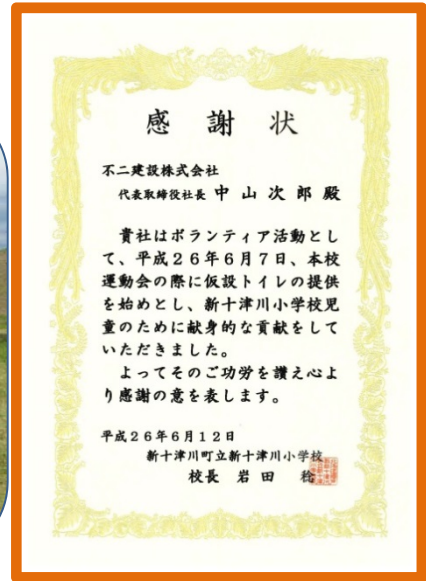 感謝状
不二建設株式会社
代表取締役社長 中山次郎殿
貴社はボランティア活動とし
て、平成26年6月7日、本校
運動会の際に仮設トイレの提供
を始めとし、新十津川小学校児
童のために献身的な貢献をして
いただきました。
よってそのご功労を讃え心よ
り感謝の意を表します。
平成26年6月12日
新十津川町立新十津川小学校
校長 岩田